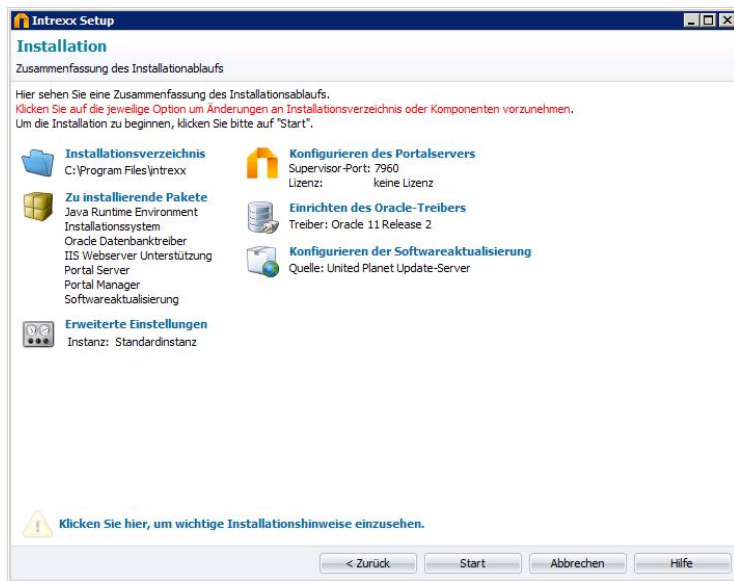 Intrexx Setup
Installation
Zusammenfassung des Installationablaufs
Hier sehen Sie eine Zusammenfassung des Installationsablaufs.
Klicken Sie auf die jeweilige Option um Änderungen an Installationsverzeichnis oder Komponenten vorzunehmen.
Um die Installation zu beginnen, klicken Sie bitte auf "Start".
Installationsverzeichnis
C:\Program Files\intrexx
Zu installierende Pakete
Java Runtime Environment
Installationssystem
Oracle Datenbanktreiber
IIS Webserver Unterstützung
Portal Server
Portal Manager
Softwareaktualisierung
Erweiterte Einstellungen
Instanz: Standardinstanz
Konfigurieren des Portalservers
Supervisor-Port: 7960
Lizenz: keine Lizenz
Einrichten des Oracle-Treibers
Treiber: Oracle 11 Release 2
Konfigurieren der Softwareaktualisierung
Quelle: United Planet Update-Server
Klicken Sie hier, um wichtige Installationshinweise einzusehen.
< Zurück Start Abbrechen Hilfe